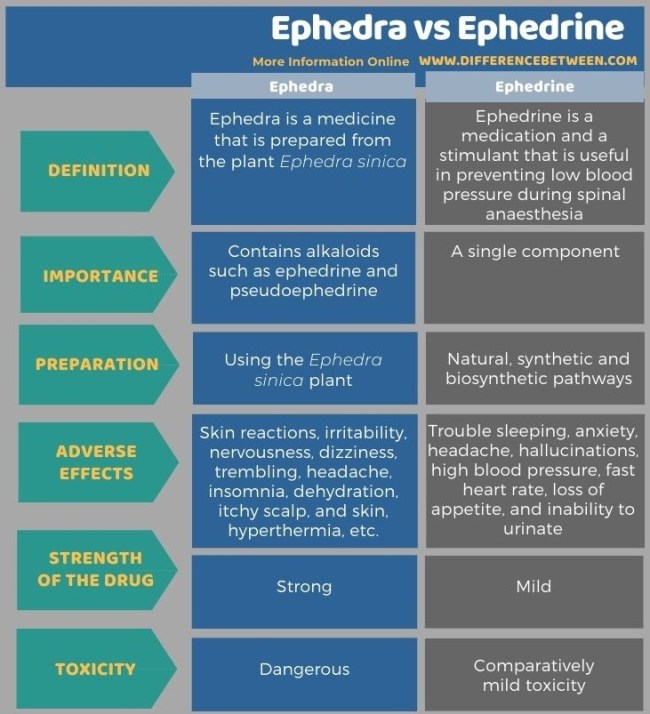 Ephedra vs Ephedrine
More Information Online WWW.DIFFERENCEBETWEEN.COM
Ephedra
Ephedrine
DEFINITION
Ephedra is a medicine
that is prepared from
the plant Ephedra sinica
Ephedrine is a
medication and a
stimulant that is useful
in preventing low blood
pressure during spinal
anaesthesia
IMPORTANCE
Contains alkaloids
such as ephedrine and
pseudoephedrine
A single component
PREPARATION
Using the Ephedra
sinica plant
Natural, synthetic and
biosynthetic pathways
ADVERSE
EFFECTS
Skin reactions, irritability,
nervousness, dizziness,
trembling, headache,
insomnia, dehydration,
itchy scalp, and skin,
hyperthermia, etc.
Trouble sleeping, anxiety,
headache, hallucinations,
high blood pressure, fast
heart rate, loss of
appetite, and inability to
urinate
STRENGTH
OF THE DRUG
Strong
Mild
TOXICITY
Dangerous
Comparatively
mild toxicity